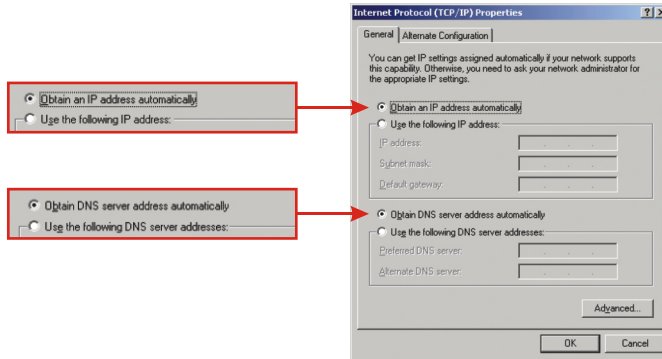 Internet Protocol (TCP/IP) Properties
General
Alternate Configuration
You can get IP settings assigned automatically if your network supports
this capability. Otherwise, you need to ask your network administrator for
the appropriate IP settings.
Obtain an IP address automatically
Use the following IP address:
Obtain an IP address automatically
Use the following IP address:
IP address:
Subnet mask:
Default gateway:
Obtain DNS server address automatically
Use the following DNS server addresses:
Obtain DNS server address automatically
Use the following DNS server addresses:
Preferred DNS server:
Alternate DNS server:
Advanced...
OK
Cancel